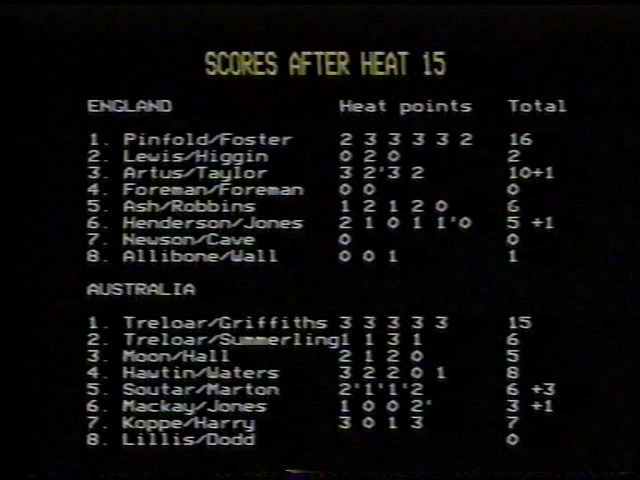 SCORES AFTER HEAT 15
ENGLAND Heat points Total
1. Pinfold/Foster 2 3 3 3 3 2 16
2. Lewis/Higgin 0 2 0 2
3. Artus/Taylor 3 2'3 2 10+1
4. Foreman/Foreman 0 0 0
5. Ash/Robbins 1 2 1 2 0 6
6. Henderson/Jones 2 1 0 1 1'0 5 +1
7. Newson/Cave 0 0
8. Allibone/Wall 0 0 1 1
AUSTRALIA
1. Treloar/Griffiths 3 3 3 3 3 15
2. Treloar/Summerling1 1 3 1 6
3. Moon/Hall 2 1 2 0 5
4. Hawtin/Waters 3 2 2 0 1 8
5. Soutar/Marton 2'1'1'2 6 +3
6. Mackay/Jones 1 0 0 2' 3 +1
7. Koppe/Harry 3 0 1 3 7
8. Lillis/Dodd 0